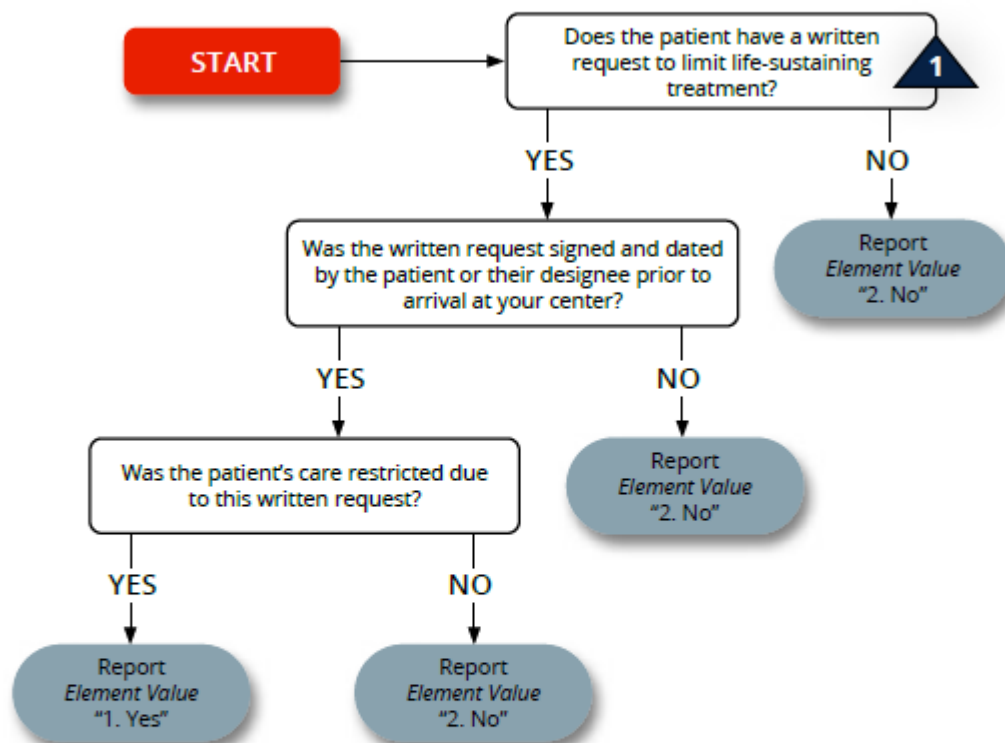 START
Does the patient have a written
request to limit life-sustaining
treatment?
1
YES
NO
Was the written request signed and dated
by the patient or their designee prior to
arrival at your center?
Report
Element Value
“2. No”
YES
NO
Was the patient’s care restricted due
to this written request?
Report
Element Value
“2. No”
YES
NO
Report
Element Value
“1. Yes”
Report
Element Value
“2. No”